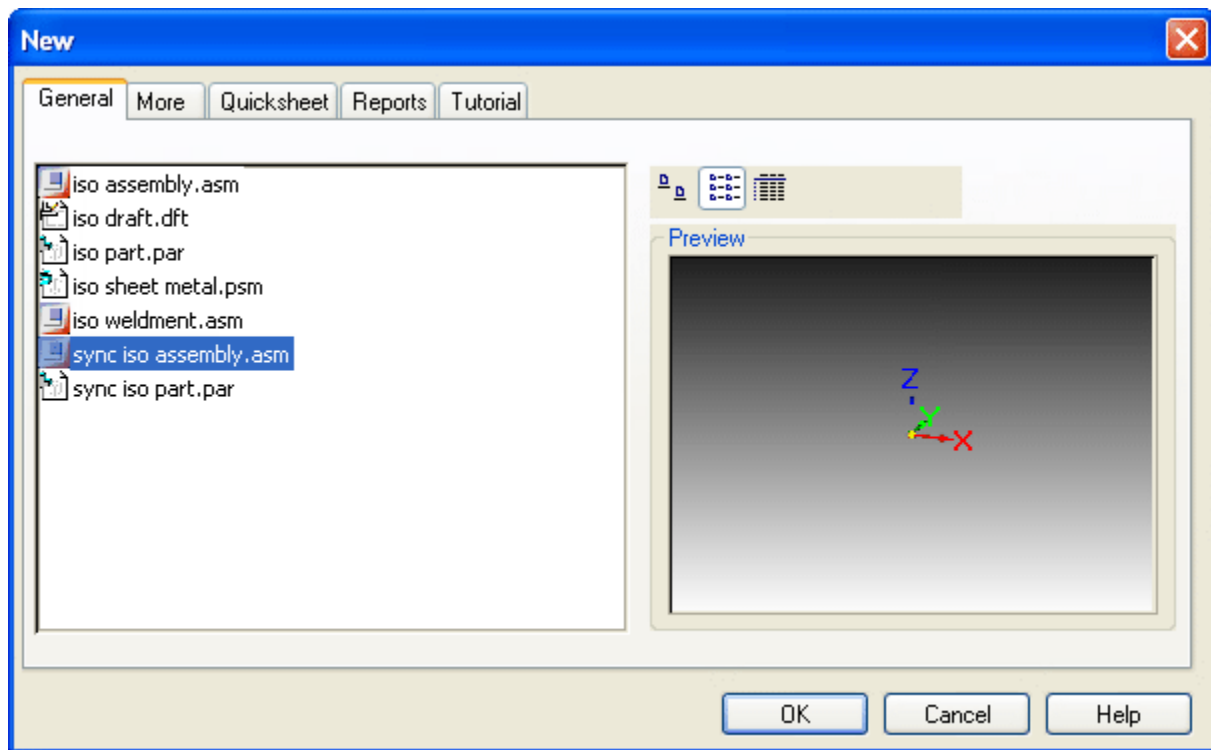 New
General More Quicksheet Reports Tutorial
iso assembly.asm
iso draft.dft
iso part.par
iso sheet metal.psm
iso weldment.asm
sync iso assembly.asm
sync iso part.par
Preview
Z
Y
X
OK Cancel Help